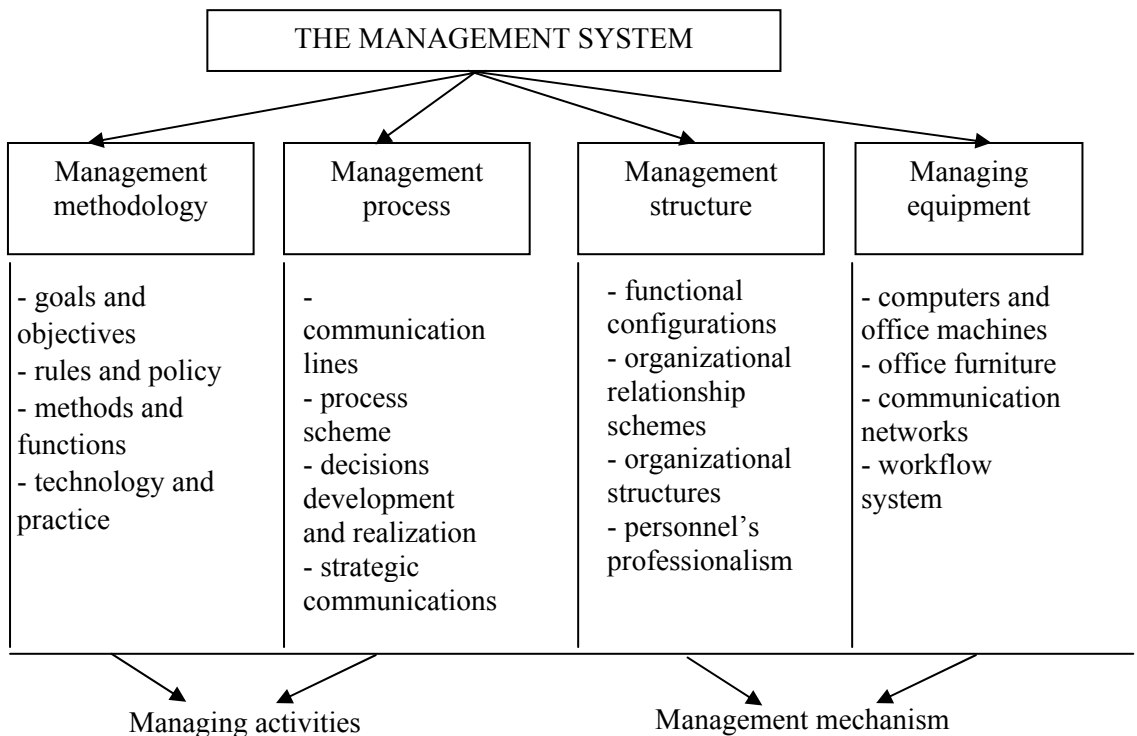 THE MANAGEMENT SYSTEM
Management
methodology
Management
process
Management
structure
Managing
equipment
- goals and
objectives
- rules and policy
- methods and
functions
- technology and
practice
-
communication
lines
- process
scheme
- decisions
development
and realization
- strategic
communications
- functional
configurations
- organizational
relationship
schemes
- organizational
structures
- personnel’s
professionalism
- computers and
office machines
- office furniture
- communication
networks
- workflow
system
Managing activities
Management mechanism